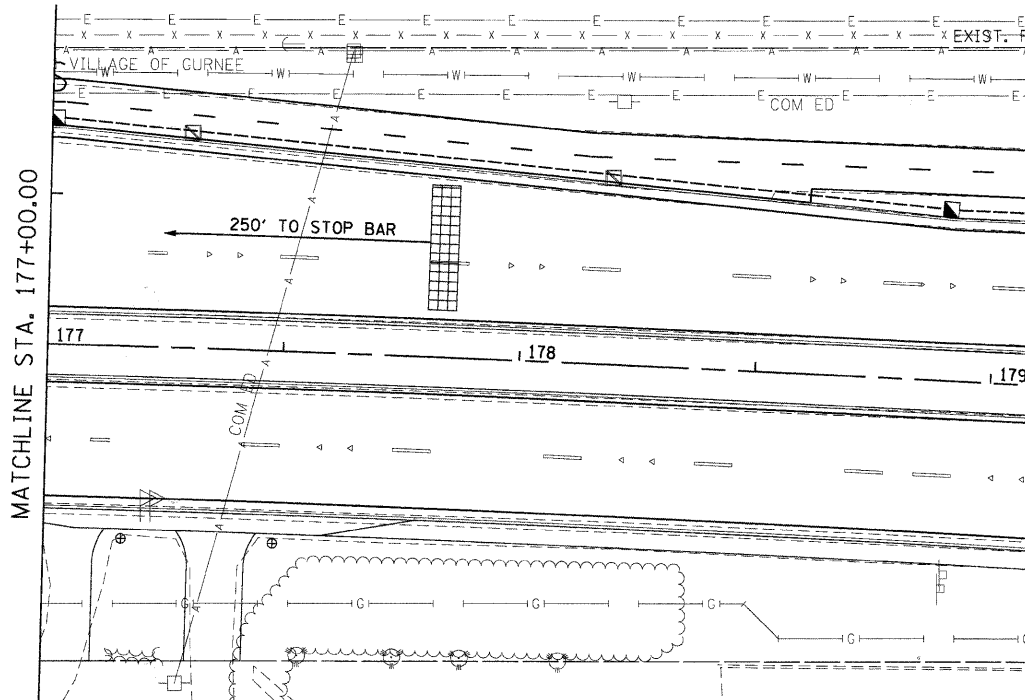 E E E E E E E E E E E E
X X X X X X X X X X X X X X X X EXIST.
A A A A A A A A A A A
VILLAGE OF GURNEE
W W W W W W
E E E E E E E E E E E E
COM ED
A
A
250' TO STOP BAR
A
A
MATCHLINE STA. 177+00.00
177
178
179
A
COM ED
A
A
G G G G
A
G